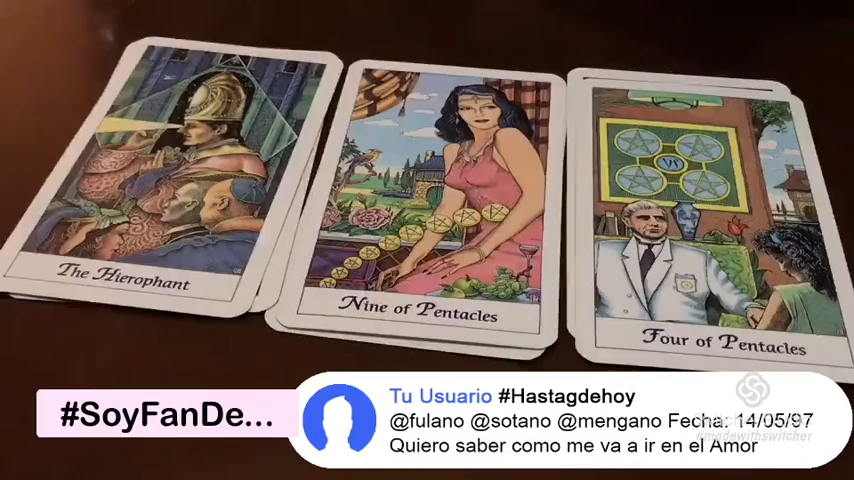 The Hierophant
Nine of Pentacles
Four of Pentacles
#SoyFanDe...
Tu Usuario #Hastagdehoy
@fulano @sotano @mengano Fecha: 14/05/97
Quiero saber como me va a ir en el Amor
#madewithswitcher